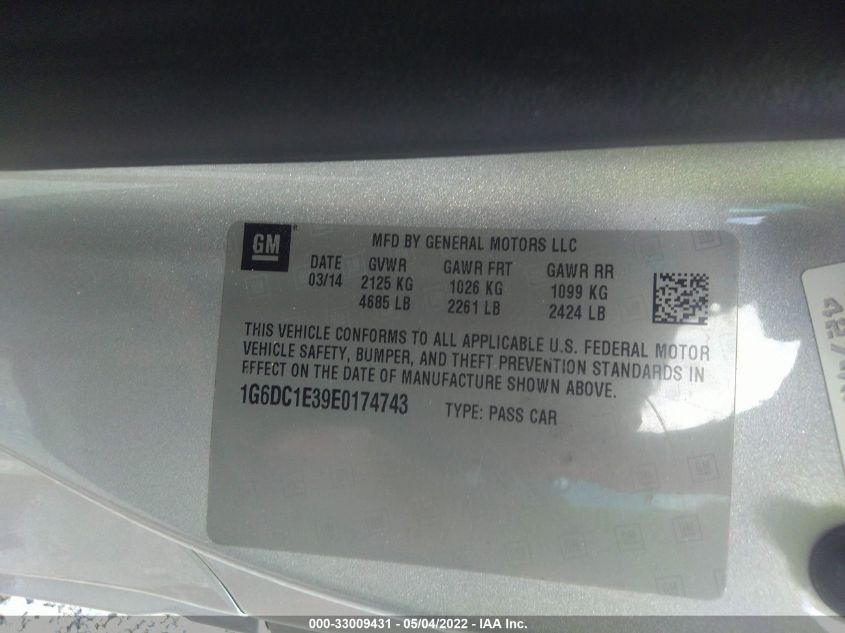 GM
MFD BY GENERAL MOTORS LLC
DATE GVWR GAWR FRT GAWR RR
03/14 2125 KG 1026 KG 1099 KG
4685 LB 2261 LB 2424 LB
THIS VEHICLE CONFORMS TO ALL APPLICABLE U.S. FEDERAL MOTOR
VEHICLE SAFETY, BUMPER, AND THEFT PREVENTION STANDARDS IN
EFFECT ON THE DATE OF MANUFACTURE SHOWN ABOVE.
1G6DC1E39E0174743 TYPE: PASS CAR
000-33009431 - 05/04/2022 - IAA Inc.